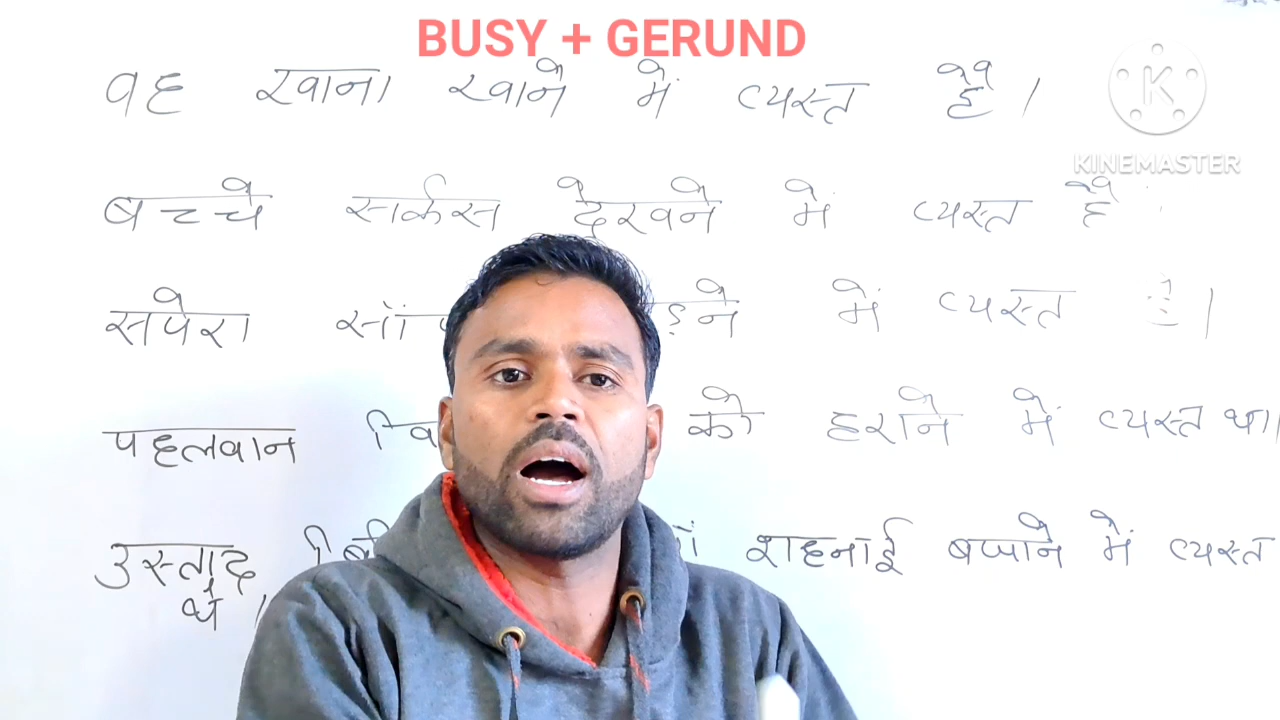 BUSY + GERUND
वह खाना खाने में व्यस्त है ।
KINEMASTER
बच्चे सर्कस देखने में व्यस्त हैं
सपेरा में व्यस्त है ।
पहलवान को हराने में व्यस्त था ।
उस्ताद शहनाई बजाने में व्यस्त
थे ।